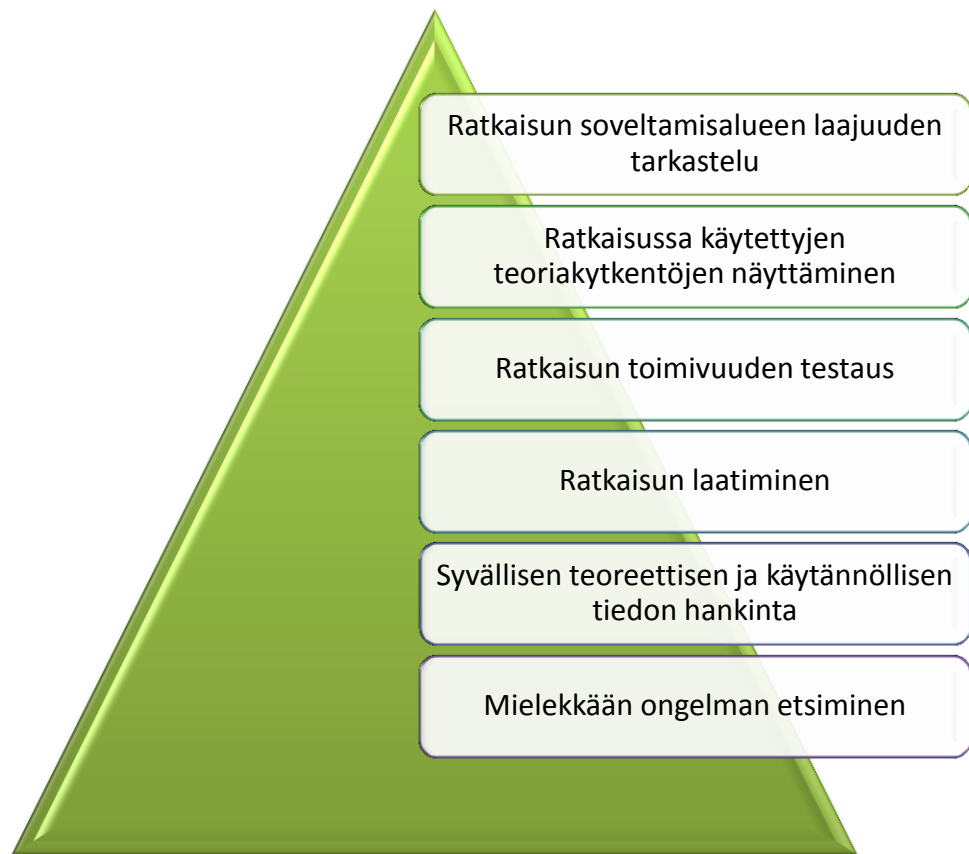 Ratkaisun soveltamisalueen laajuuden
tarkastelu
Ratkaisussa käytettyjen
teoriakytkentöjen näyttäminen
Ratkaisun toimivuuden testaus
Ratkaisun laatiminen
Syvällisen teoreettisen ja käytännöllisen
tiedon hankinta
Mielekkään ongelman etsiminen